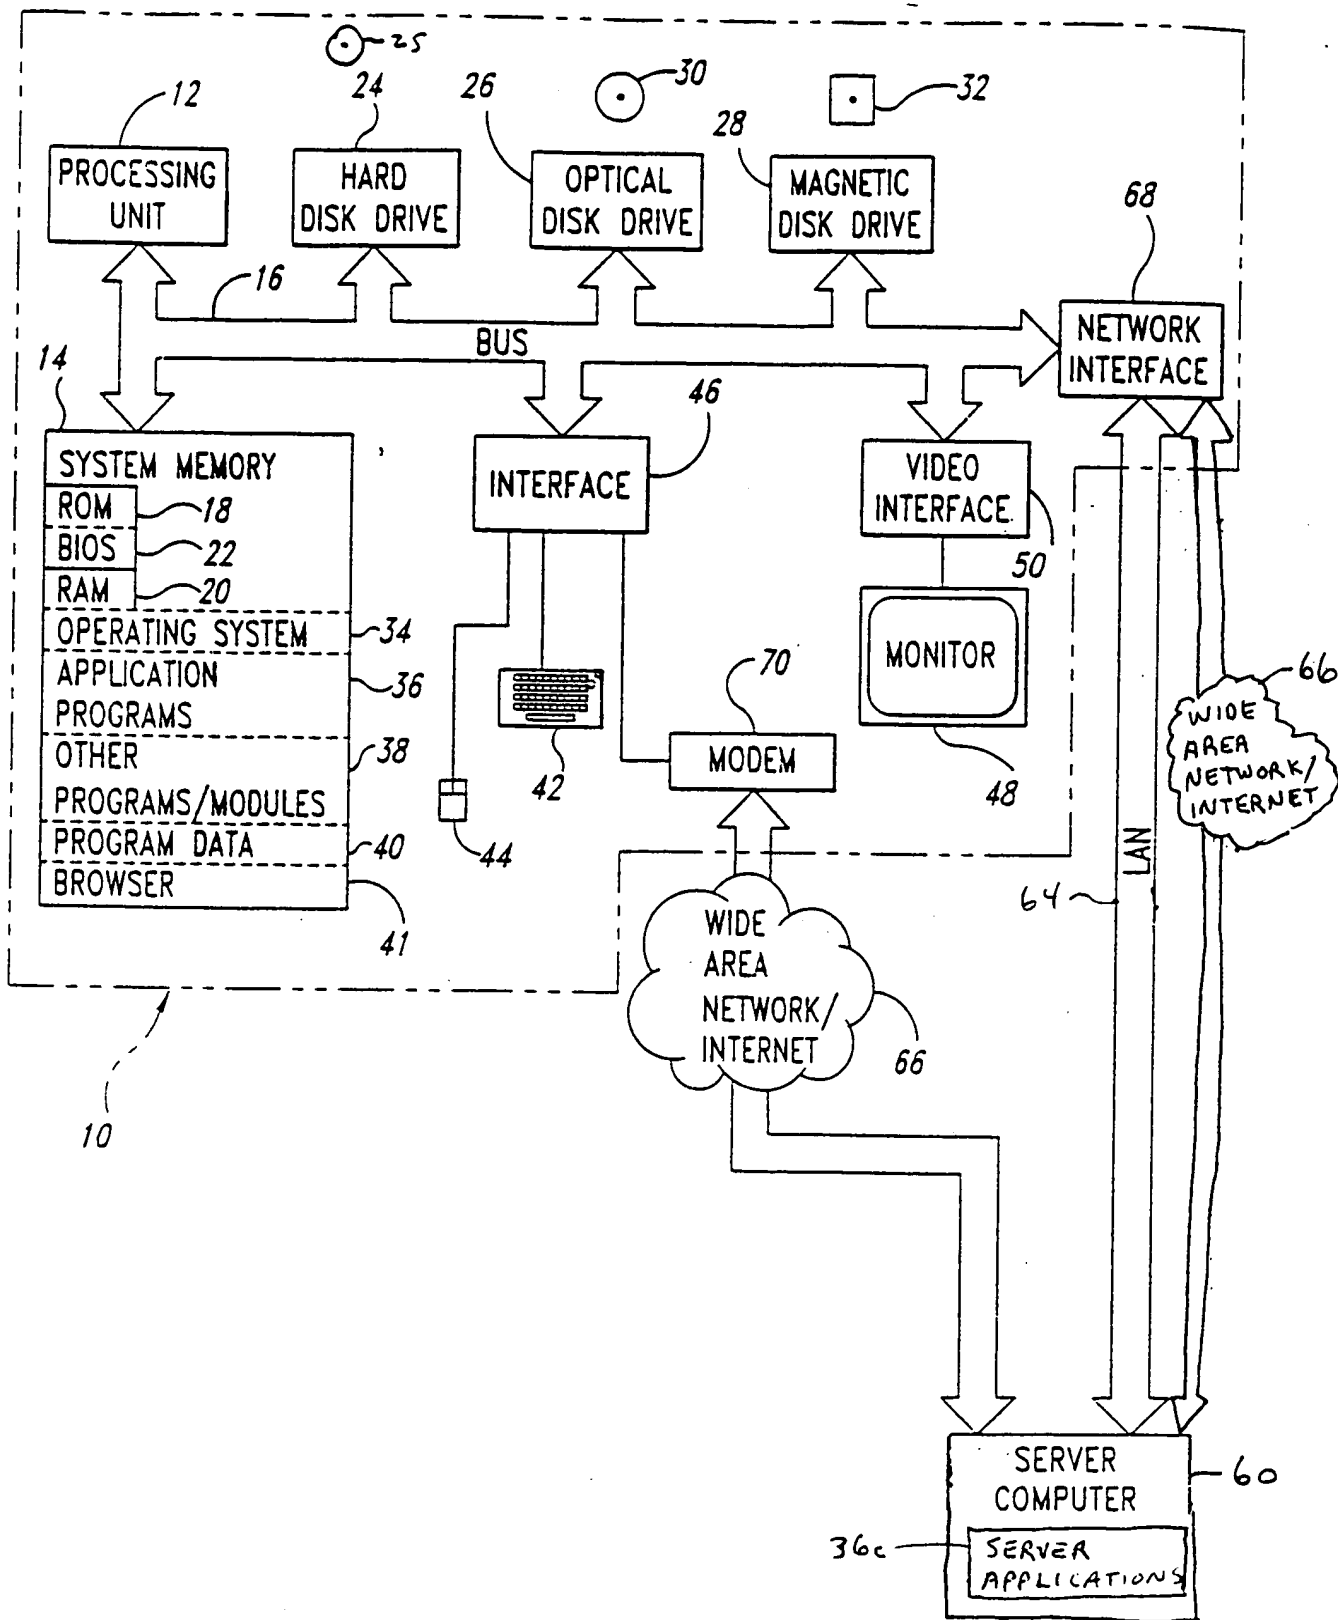 25
12
24
26
30
28
32
PROCESSING
UNIT
HARD
DISK DRIVE
OPTICAL
DISK DRIVE
MAGNETIC
DISK DRIVE
68
16
BUS
NETWORK
INTERFACE
14
46
SYSTEM MEMORY
ROM
18
BIOS
22
RAM
20
OPERATING SYSTEM
34
APPLICATION
PROGRAMS
36
OTHER
PROGRAMS/MODULES
38
PROGRAM DATA
40
BROWSER
41
INTERFACE
VIDEO
INTERFACE
50
MONITOR
48
42
44
70
MODEM
66
WIDE
AREA
NETWORK/
INTERNET
LAN
64
WIDE
AREA
NETWORK/
INTERNET
66
10
SERVER
COMPUTER
60
36c
SERVER
APPLICATIONS